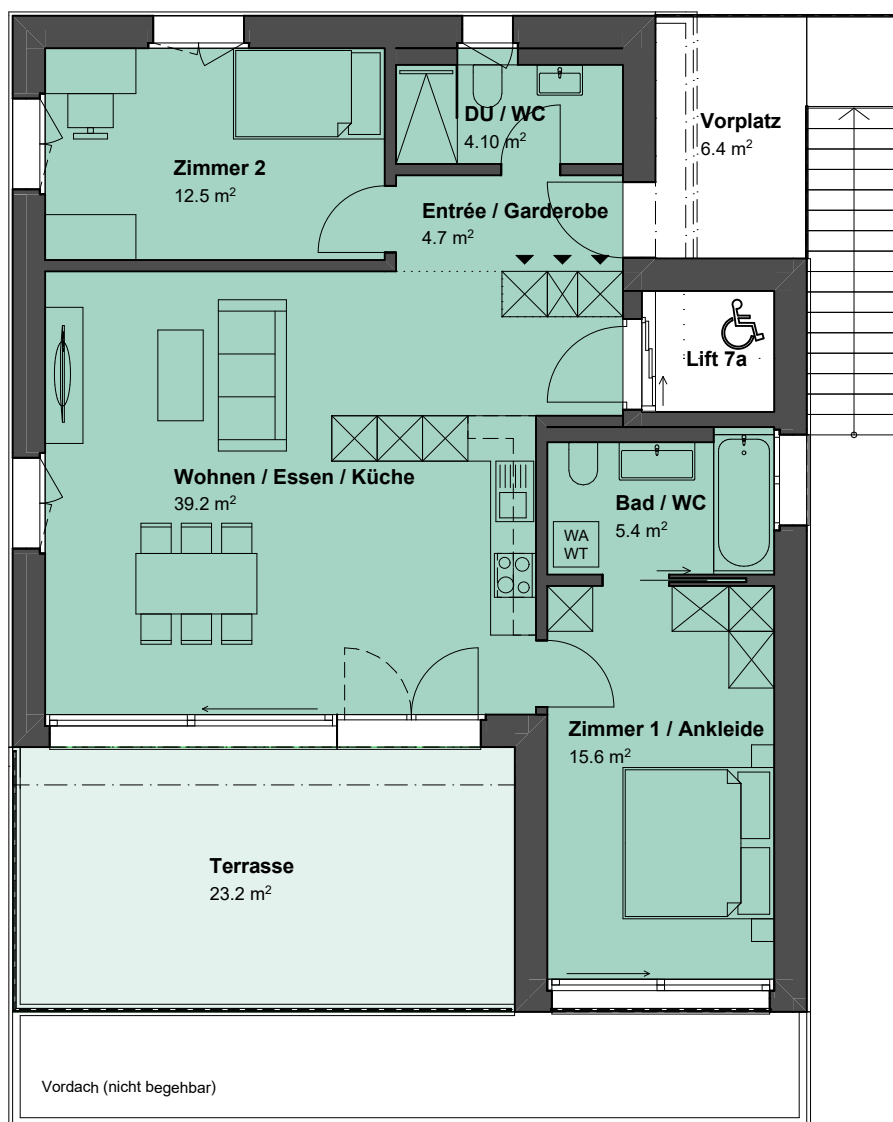 DU / WC
4.10 m²
Vorplatz
6.4 m²
Zimmer 2
12.5 m²
Entrée / Garderobe
4.7 m²
Lift 7a
Wohnen / Essen / Küche
39.2 m²
Bad / WC
5.4 m²
WA
WT
Zimmer 1 / Ankleide
15.6 m²
Terrasse
23.2 m²
Vordach (nicht begehbar)